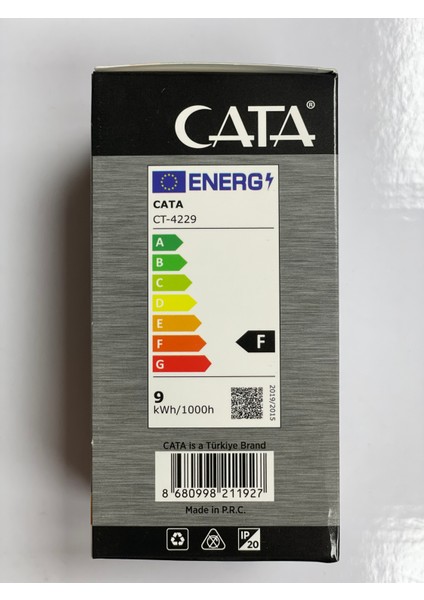 CATA®
ENERG
CATA
CT-4229
A
B
C
D
E
F
F
G
9
kWh/1000h
2019/2015
CATA is a Türkiye Brand
8 680998 211927
Made in P.R.C.
IP
20